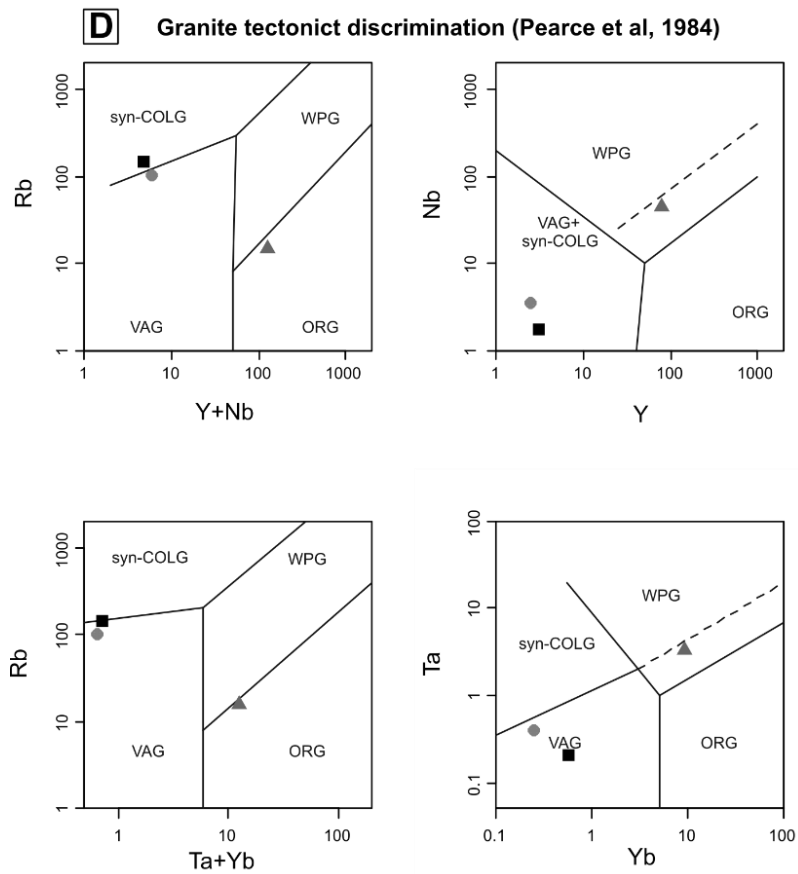 D Granite tectonict discrimination (Pearce et al, 1984)
1000
100
10
1
Rb
syn-COLG
WPG
VAG
ORG
1 10 100 1000
Y+Nb
1000
100
10
1
Nb
WPG
VAG+
syn-COLG
ORG
1 10 100 1000
Y
1000
100
10
1
Rb
syn-COLG
WPG
VAG
ORG
1 10 100
Ta+Yb
100
10
1
0.1
Ta
WPG
syn-COLG
VAG
ORG
0.1 1 10 100
Yb